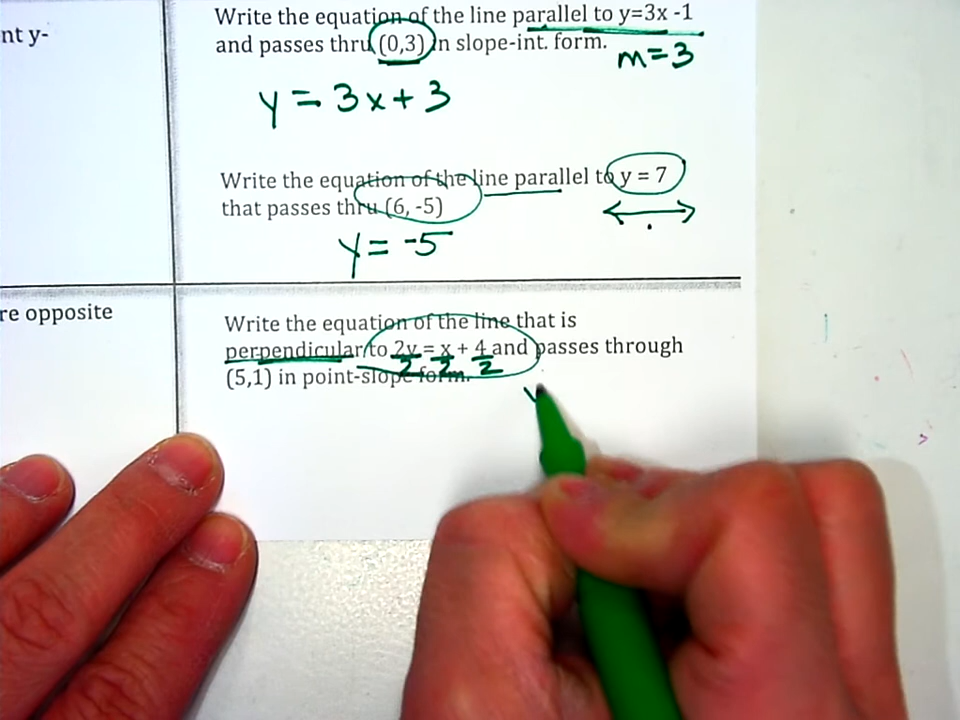 nt y-
Write the equation of the line parallel to y=3x -1
and passes thru (0,3) in slope-int. form.
m=3
y = 3x + 3
Write the equation of the line parallel to y = 7
that passes thru (6, -5)
y = -5
re opposite
Write the equation of the line that is
perpendicular to 2y = x + 4 and passes through
2 2 2
(5,1) in point-slope form.